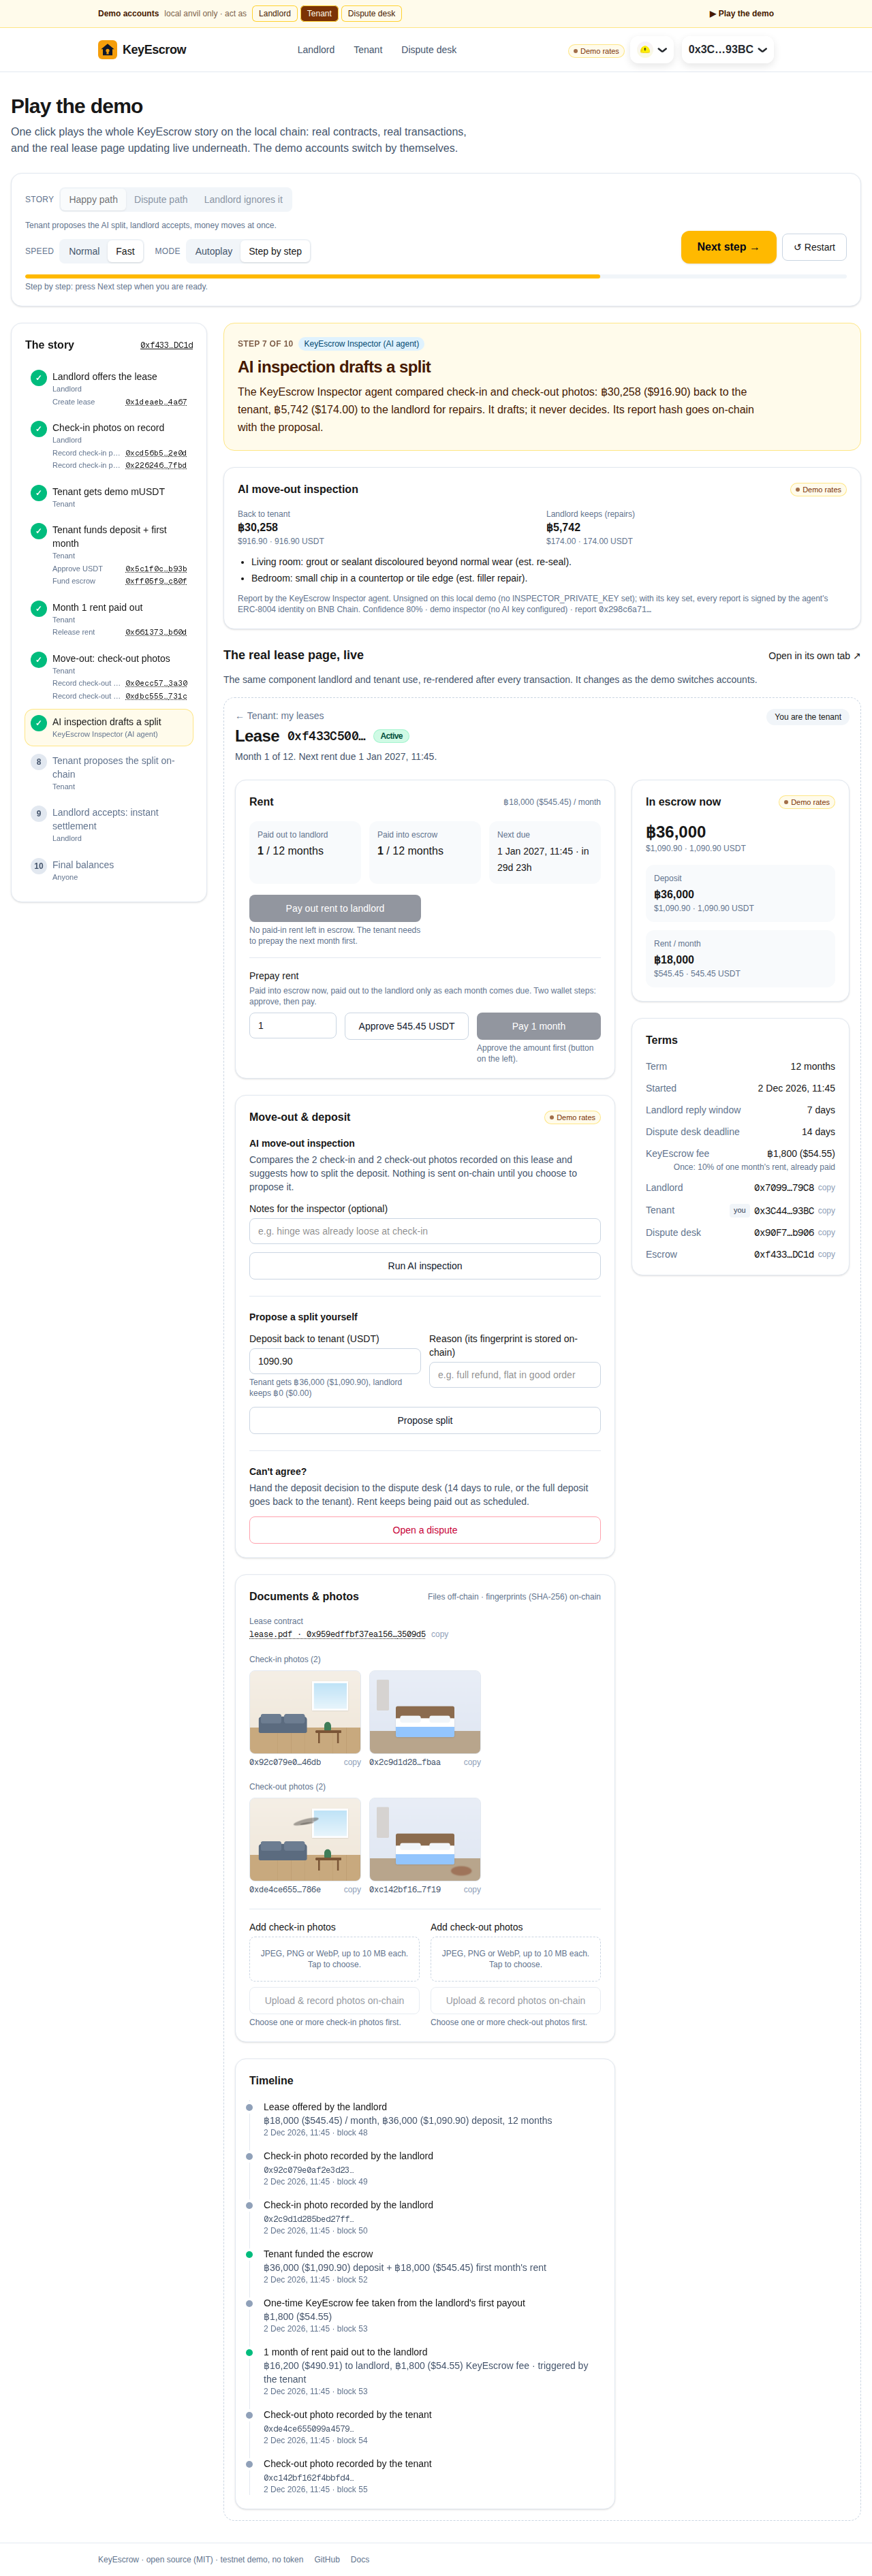 Demo accounts local anvil only · act as Landlord Tenant Dispute desk ▶ Play the demo
KeyEscrow Landlord Tenant Dispute desk Demo rates 0x3C…93BC
Play the demo
One click plays the whole KeyEscrow story on the local chain: real contracts, real transactions,
and the real lease page updating live underneath. The demo accounts switch by themselves.
STORY Happy path Dispute path Landlord ignores it
Tenant proposes the AI split, landlord accepts, money moves at once.
SPEED Normal Fast MODE Autoplay Step by step
Next step → ↺ Restart
Step by step: press Next step when you are ready.
The story 0xf433…DC1d
✓ Landlord offers the lease
Landlord
Create lease 0x1deaeb…4a67
✓ Check-in photos on record
Landlord
Record check-in p… 0xcd56b5…2e0d
Record check-in p… 0x226246…7fbd
✓ Tenant gets demo mUSDT
Tenant
✓ Tenant funds deposit + first
month
Tenant
Approve USDT 0x5c1f0c…b93b
Fund escrow 0xff05f9…c80f
✓ Month 1 rent paid out
Tenant
Release rent 0x661373…b60d
✓ Move-out: check-out photos
Tenant
Record check-out … 0x0ecc57…3a30
Record check-out … 0xdbc555…731c
✓ AI inspection drafts a split
KeyEscrow Inspector (AI agent)
8 Tenant proposes the split on-
chain
Tenant
9 Landlord accepts: instant
settlement
Landlord
10 Final balances
Anyone
STEP 7 OF 10 KeyEscrow Inspector (AI agent)
AI inspection drafts a split
The KeyEscrow Inspector agent compared check-in and check-out photos: ฿30,258 ($916.90) back to the
tenant, ฿5,742 ($174.00) to the landlord for repairs. It drafts; it never decides. Its report hash goes on-chain
with the proposal.
AI move-out inspection Demo rates
Back to tenant
฿30,258
$916.90 · 916.90 USDT
Landlord keeps (repairs)
฿5,742
$174.00 · 174.00 USDT
• Living room: grout or sealant discoloured beyond normal wear (est. re-seal).
• Bedroom: small chip in a countertop or tile edge (est. filler repair).
Report by the KeyEscrow Inspector agent. Unsigned on this local demo (no INSPECTOR_PRIVATE_KEY set); with its key set, every report is signed by the agent's
ERC-8004 identity on BNB Chain. Confidence 80% · demo inspector (no AI key configured) · report 0x298c6a71…
The real lease page, live Open in its own tab ↗
The same component landlord and tenant use, re-rendered after every transaction. It changes as the demo switches accounts.
← Tenant: my leases You are the tenant
Lease 0xf433C500… Active
Month 1 of 12. Next rent due 1 Jan 2027, 11:45.
Rent ฿18,000 ($545.45) / month
Paid out to landlord
1 / 12 months
Paid into escrow
1 / 12 months
Next due
1 Jan 2027, 11:45 · in
29d 23h
Pay out rent to landlord
No paid-in rent left in escrow. The tenant needs
to prepay the next month first.
Prepay rent
Paid into escrow now, paid out to the landlord only as each month comes due. Two wallet steps:
approve, then pay.
1 Approve 545.45 USDT Pay 1 month
Approve the amount first (button
on the left).
In escrow now Demo rates
฿36,000
$1,090.90 · 1,090.90 USDT
Deposit
฿36,000
$1,090.90 · 1,090.90 USDT
Rent / month
฿18,000
$545.45 · 545.45 USDT
Terms
Term 12 months
Started 2 Dec 2026, 11:45
Landlord reply window 7 days
Dispute desk deadline 14 days
KeyEscrow fee ฿1,800 ($54.55)
Once: 10% of one month's rent, already paid
Landlord 0x7099…79C8 copy
Tenant you 0x3C44…93BC copy
Dispute desk 0x90F7…b906 copy
Escrow 0xf433…DC1d copy
Move-out & deposit Demo rates
AI move-out inspection
Compares the 2 check-in and 2 check-out photos recorded on this lease and
suggests how to split the deposit. Nothing is sent on-chain until you choose to
propose it.
Notes for the inspector (optional)
e.g. hinge was already loose at check-in
Run AI inspection
Propose a split yourself
Deposit back to tenant (USDT)
1090.90
Tenant gets ฿36,000 ($1,090.90), landlord
keeps ฿0 ($0.00)
Reason (its fingerprint is stored on-
chain)
e.g. full refund, flat in good order
Propose split
Can't agree?
Hand the deposit decision to the dispute desk (14 days to rule, or the full deposit
goes back to the tenant). Rent keeps being paid out as scheduled.
Open a dispute
Documents & photos Files off-chain · fingerprints (SHA-256) on-chain
Lease contract
lease.pdf · 0x959edffbf37ea156…3509d5 copy
Check-in photos (2)
0x92c079e0…46db copy 0x2c9d1d28…fbaa copy
Check-out photos (2)
0xde4ce655…786e copy 0xc142bf16…7f19 copy
Add check-in photos
JPEG, PNG or WebP, up to 10 MB each.
Tap to choose.
Upload & record photos on-chain
Choose one or more check-in photos first.
Add check-out photos
JPEG, PNG or WebP, up to 10 MB each.
Tap to choose.
Upload & record photos on-chain
Choose one or more check-out photos first.
Timeline
Lease offered by the landlord
฿18,000 ($545.45) / month, ฿36,000 ($1,090.90) deposit, 12 months
2 Dec 2026, 11:45 · block 48
Check-in photo recorded by the landlord
0x92c079e0af2e3d23…
2 Dec 2026, 11:45 · block 49
Check-in photo recorded by the landlord
0x2c9d1d285bed27ff…
2 Dec 2026, 11:45 · block 50
Tenant funded the escrow
฿36,000 ($1,090.90) deposit + ฿18,000 ($545.45) first month's rent
2 Dec 2026, 11:45 · block 52
One-time KeyEscrow fee taken from the landlord's first payout
฿1,800 ($54.55)
2 Dec 2026, 11:45 · block 53
1 month of rent paid out to the landlord
฿16,200 ($490.91) to landlord, ฿1,800 ($54.55) KeyEscrow fee · triggered by
the tenant
2 Dec 2026, 11:45 · block 53
Check-out photo recorded by the tenant
0xde4ce655099a4579…
2 Dec 2026, 11:45 · block 54
Check-out photo recorded by the tenant
0xc142bf162f4bbfd4…
2 Dec 2026, 11:45 · block 55
KeyEscrow · open source (MIT) · testnet demo, no token GitHub Docs